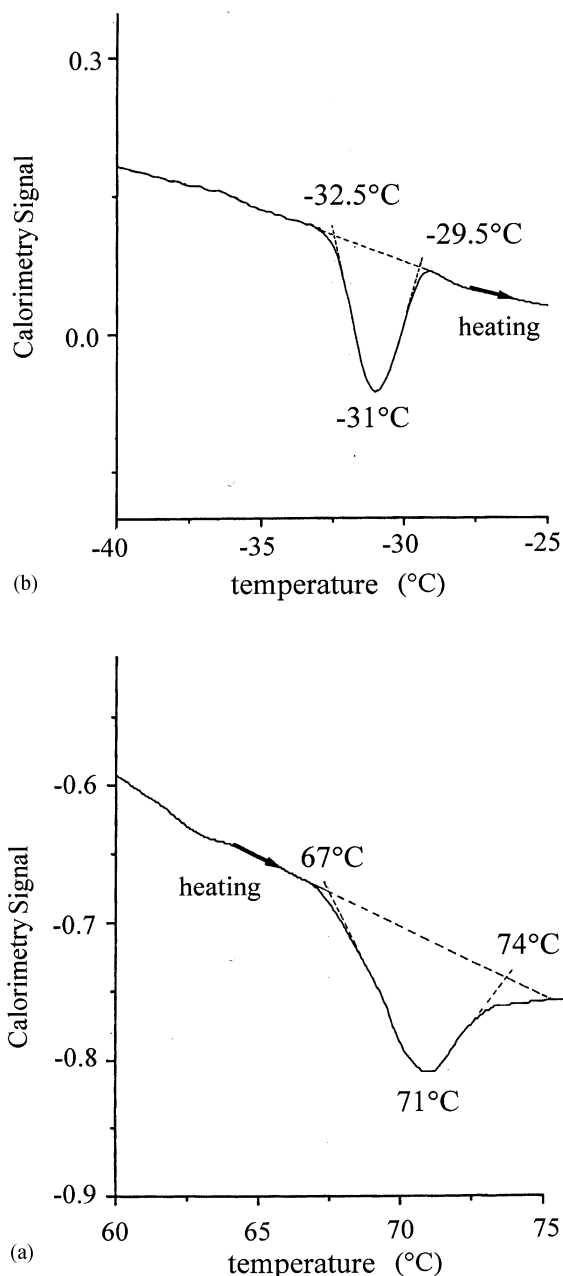 0.3
Calorimetry Signal
-32.5°C
-29.5°C
0.0
heating
-31°C
-40
-35
-30
-25
(b)
temperature (°C)
-0.6
Calorimetry Signal
67°C
heating
-0.7
74°C
-0.8
71°C
-0.9
60
65
70
75
(a)
temperature (°C)